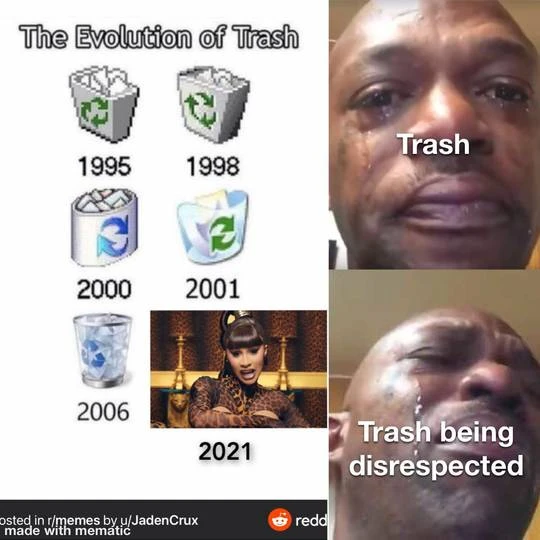 The Evolution of Trash
1995 1998
2000 2001
2006
2021
osted in r/memes by u/JadenCrux
redd
made with mematic
Trash
Trash being
disrespected